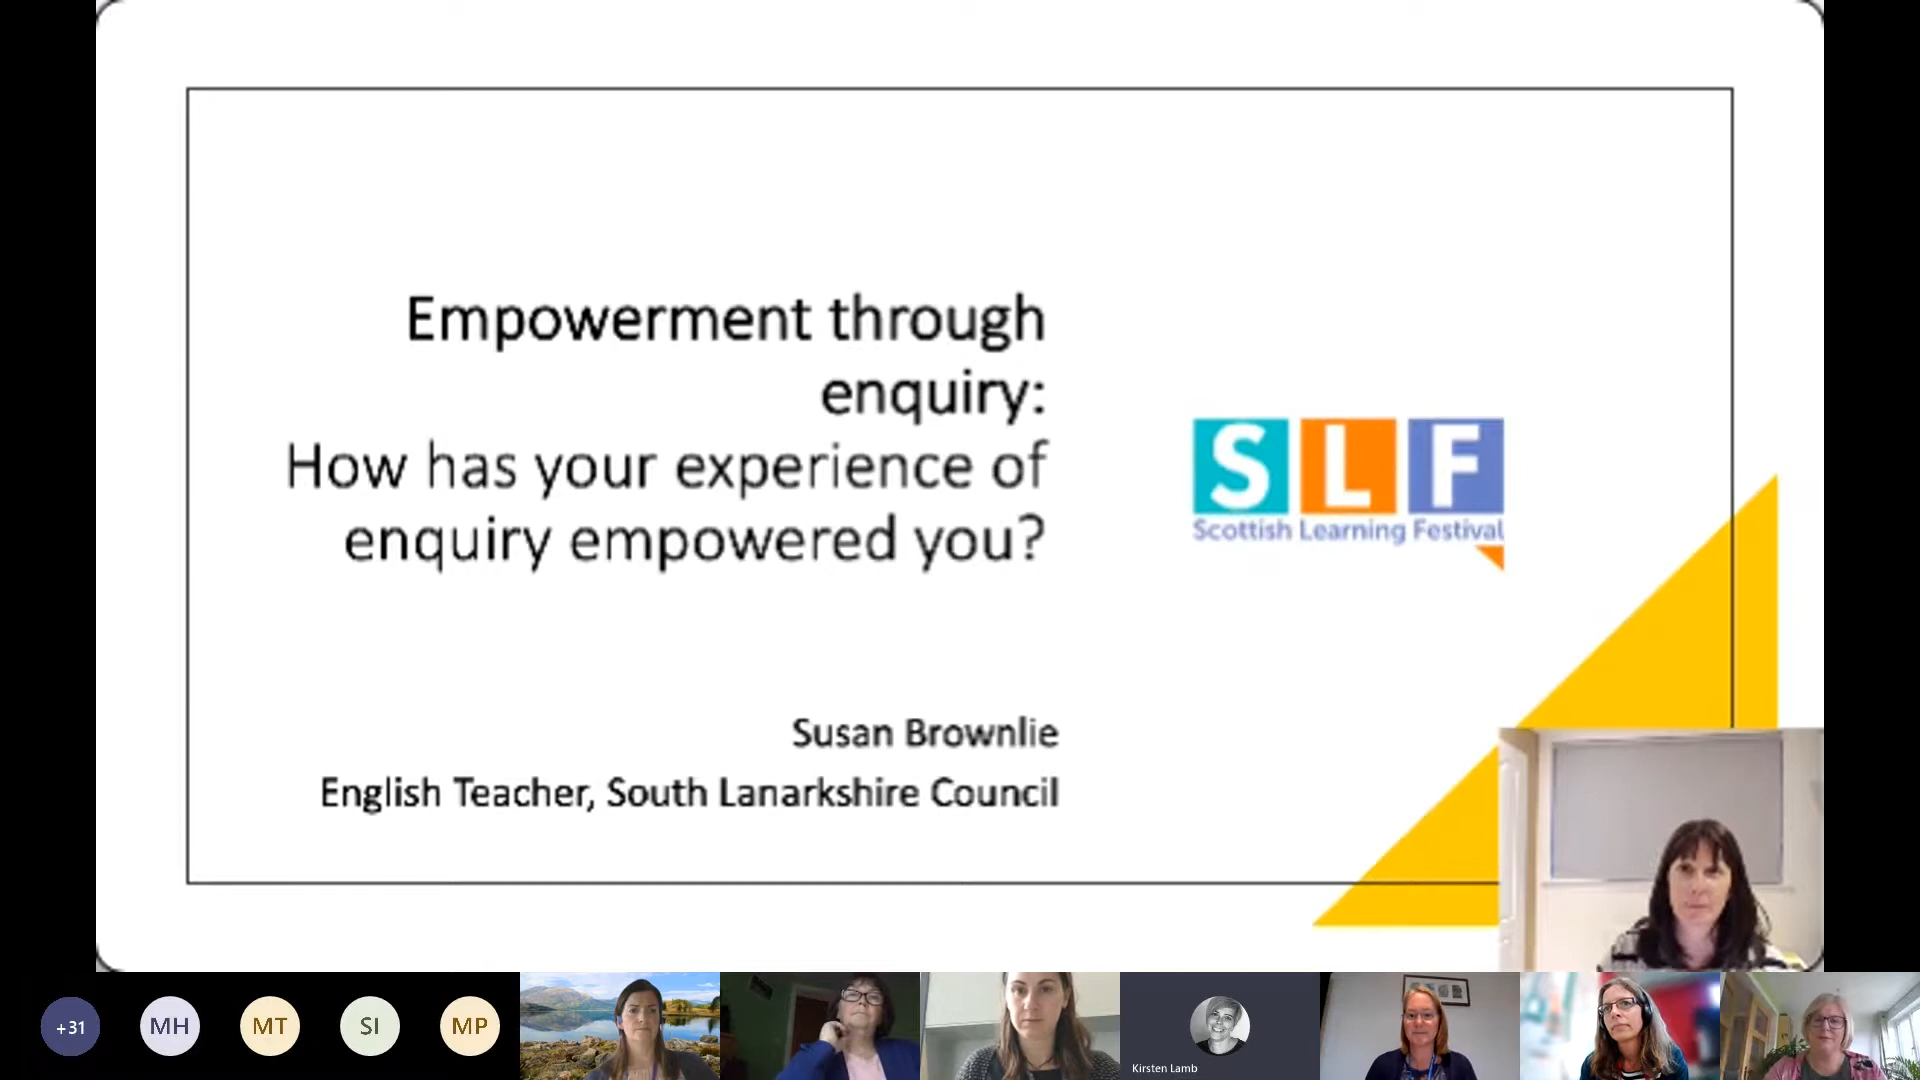 Empowerment through
enquiry:
How has your experience of
enquiry empowered you?
SLF
Scottish Learning Festival
Susan Brownlie
English Teacher, South Lanarkshire Council
+31
MH
MT
SI
MP
Kirsten Lamb